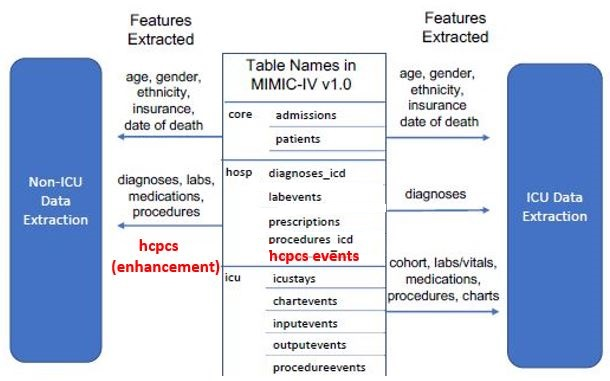 Features
Extracted
Features
Extracted
Table Names in
MIMIC-IV v1.0
age, gender,
ethnicity,
insurance,
date of death
core
admissions
patients
age, gender,
ethnicity,
insurance
date of death
Non-ICU
Data
Extraction
diagnoses, labs,
medications,
procedures
hcpcs
(enhancement)
hosp
diagnoses_icd
labevents
prescriptions
procedures_icd
hcpcs events
diagnoses
ICU Data
Extraction
icu
icustays
chartevents
inputevents
outputevents
procedureevents
cohort, labs/vitals,
medications,
procedures, charts